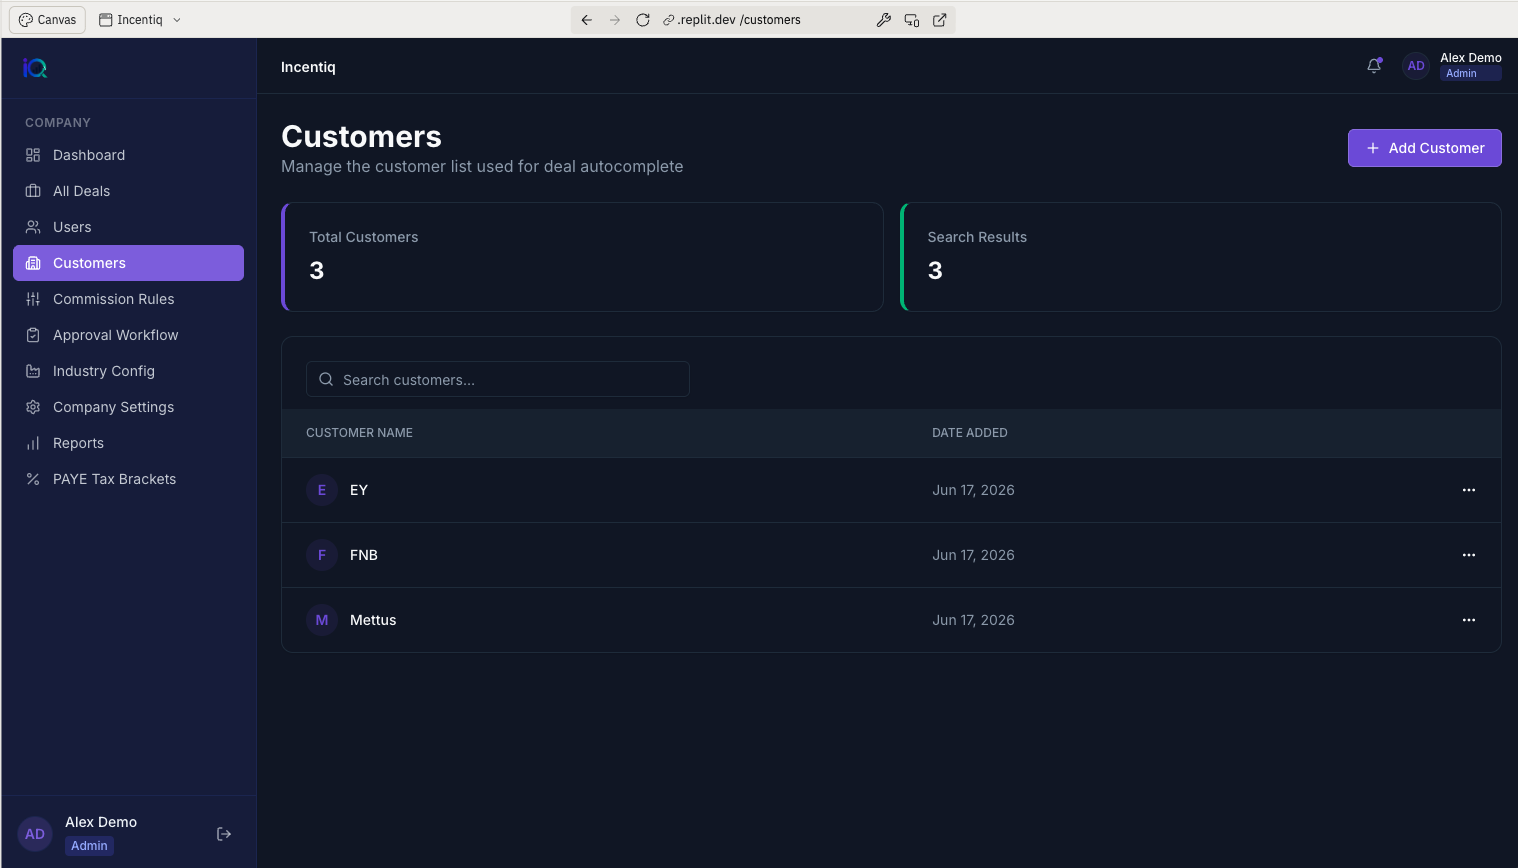 Canvas
Incentiq
.replit.dev /customers
iQ
Incentiq
AD
Alex Demo
Admin
COMPANY
Dashboard
All Deals
Users
Customers
Commission Rules
Approval Workflow
Industry Config
Company Settings
Reports
PAYE Tax Brackets
Customers
Manage the customer list used for deal autocomplete
+ Add Customer
Total Customers
3
Search Results
3
Search customers...
CUSTOMER NAME
DATE ADDED
E
EY
Jun 17, 2026
F
FNB
Jun 17, 2026
M
Mettus
Jun 17, 2026
AD
Alex Demo
Admin